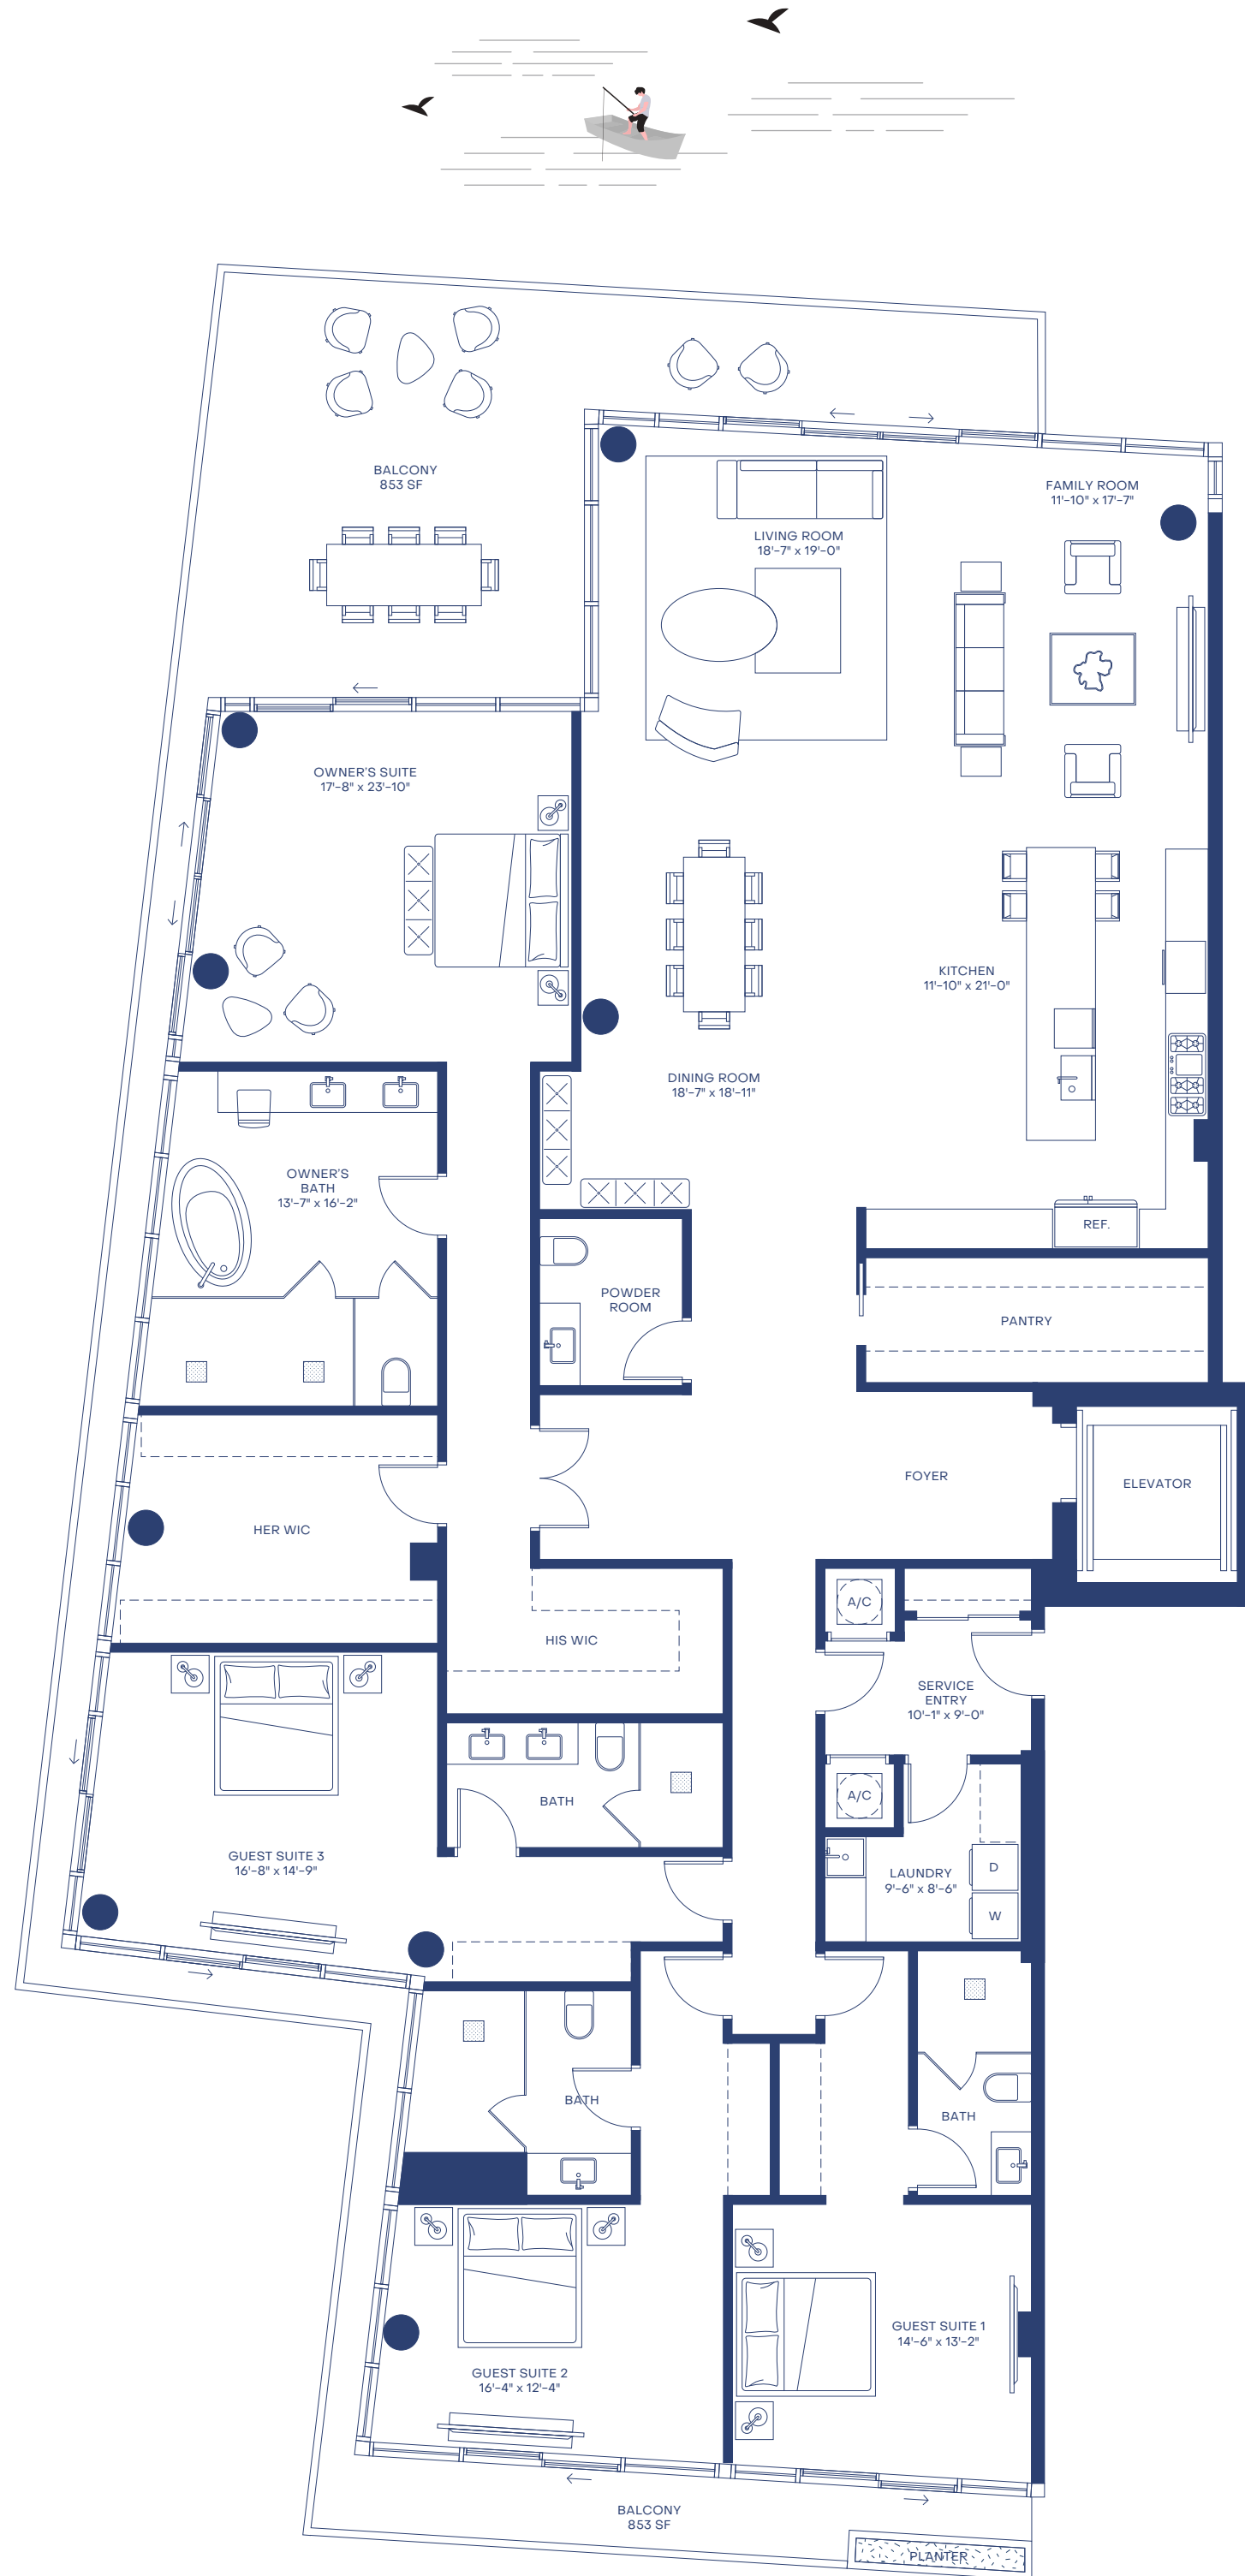 BALCONY
853 SF
FAMILY ROOM
11'-10" x 17'-7"
LIVING ROOM
18'-7" x 19'-0"
OWNER'S SUITE
17'-8" x 23'-10"
KITCHEN
11'-10" x 21'-0"
DINING ROOM
18'-7" x 18'-11"
OWNER'S
BATH
13'-7" x 16'-2"
REF.
POWDER
ROOM
PANTRY
FOYER
ELEVATOR
HER WIC
A/C
HIS WIC
SERVICE
ENTRY
10'-1" x 9'-0"
A/C
BATH
GUEST SUITE 3
16'-8" x 14'-9"
LAUNDRY
9'-6" x 8'-6"
D
W
BATH
BATH
GUEST SUITE 1
14'-6" x 13'-2"
GUEST SUITE 2
16'-4" x 12'-4"
BALCONY
853 SF
PLANTER